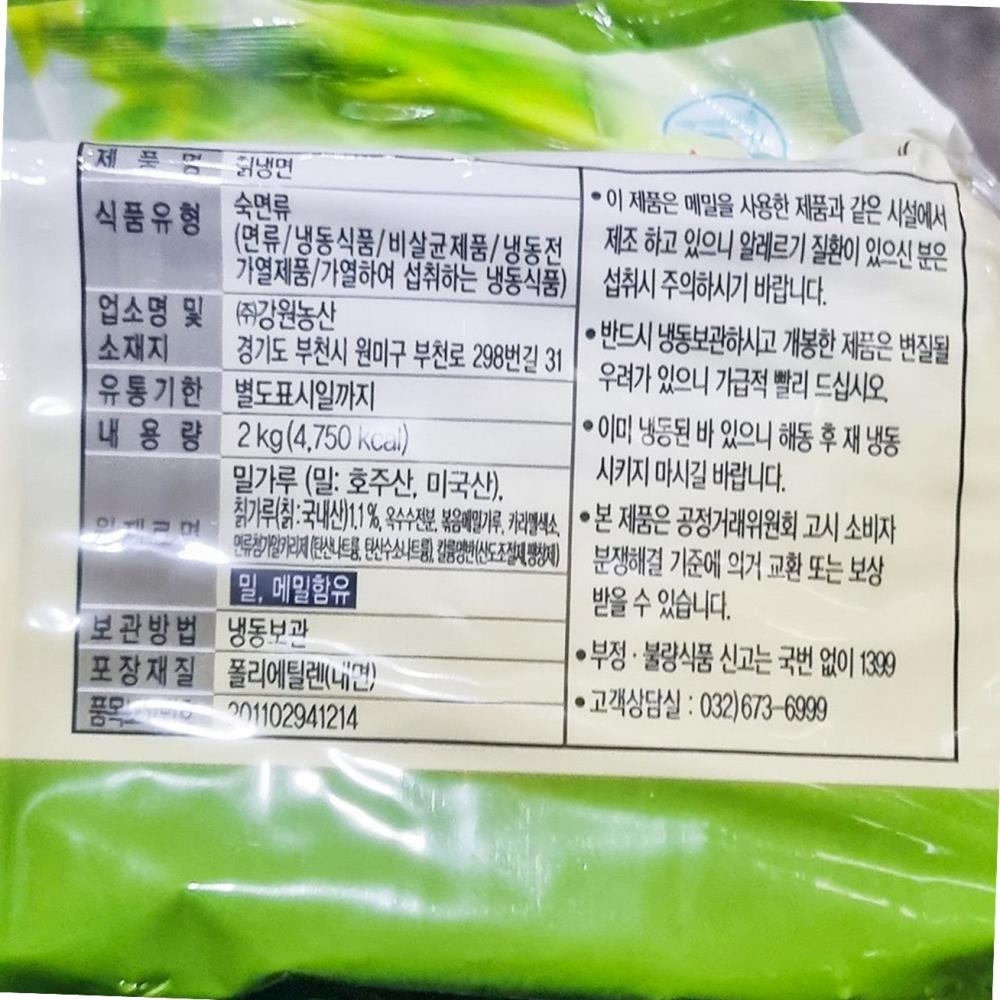 제 품 명 칡냉면
식품유형 숙면류
(면류/냉동식품/비살균제품/냉동전
가열제품/가열하여 섭취하는 냉동식품)
업소명 및
소재지
㈜강원농산
경기도 부천시 원미구 부천로 298번길 31
유통기한 별도표시일까지
내 용 량 2 kg(4,750 kcal)
원재료명
밀가루 (밀: 호주산, 미국산),
칡가루(칡:국내산)1.1%, 옥수수전분, 볶음메밀가루, 카라멜색소,
면류첨가알카리제(탄산나트륨, 탄산수소나트륨), 칼륨명반(산도조절제,팽창제)
밀, 메밀함유
보관방법 냉동보관
포장재질 폴리에틸렌(내면)
201102941214
• 이 제품은 메밀을 사용한 제품과 같은 시설에서
제조 하고 있으니 알레르기 질환이 있으신 분은
섭취시 주의하시기 바랍니다.
• 반드시 냉동보관하시고 개봉한 제품은 변질될
우려가 있으니 가급적 빨리 드십시오.
• 이미 냉동된 바 있으니 해동 후 재 냉동
시키지 마시길 바랍니다.
• 본 제품은 공정거래위원회 고시 소비자
분쟁해결 기준에 의거 교환 또는 보상
받을 수 있습니다.
• 부정 · 불량식품 신고는 국번 없이 1399
• 고객상담실 : 032)673-6999